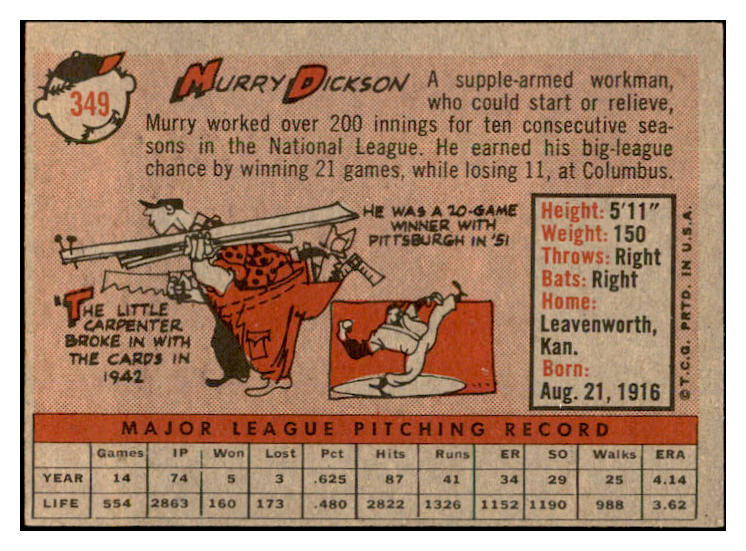 349
MURRY DICKSON
A supple-armed workman,
who could start or relieve,
Murry worked over 200 innings for ten consecutive sea-
sons in the National League. He earned his big-league
chance by winning 21 games, while losing 11, at Columbus.
HE WAS A 20-GAME
WINNER WITH
PITTSBURGH IN '51
"THE LITTLE
CARPENTER
BROKE IN WITH
THE CARDS IN
1942
Height: 5'11"
Weight: 150
Throws: Right
Bats: Right
Home:
Leavenworth,
Kan.
Born:
Aug. 21, 1916
©T.C.G. PRTD. IN U.S.A.
MAJOR LEAGUE PITCHING RECORD
Games IP Won Lost Pct Hits Runs ER SO Walks ERA
YEAR 14 74 5 3 .625 87 41 34 29 25 4.14
LIFE 554 2863 160 173 .480 2822 1326 1152 1190 988 3.62